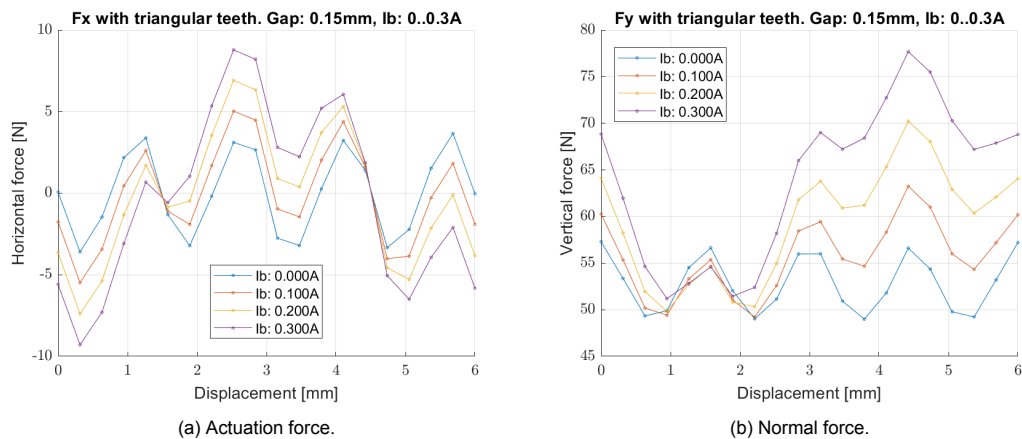 Fx with triangular teeth. Gap: 0.15mm, Ib: 0..0.3A
10
5
0
-5
-10
Horizontal force [N]
Ib: 0.000A
Ib: 0.100A
Ib: 0.200A
Ib: 0.300A
0 1 2 3 4 5 6
Displacement [mm]
(a) Actuation force.
Fy with triangular teeth. Gap: 0.15mm, Ib: 0..0.3A
80
75
70
65
60
55
50
45
Vertical force [N]
Ib: 0.000A
Ib: 0.100A
Ib: 0.200A
Ib: 0.300A
0 1 2 3 4 5 6
Displacement [mm]
(b) Normal force.